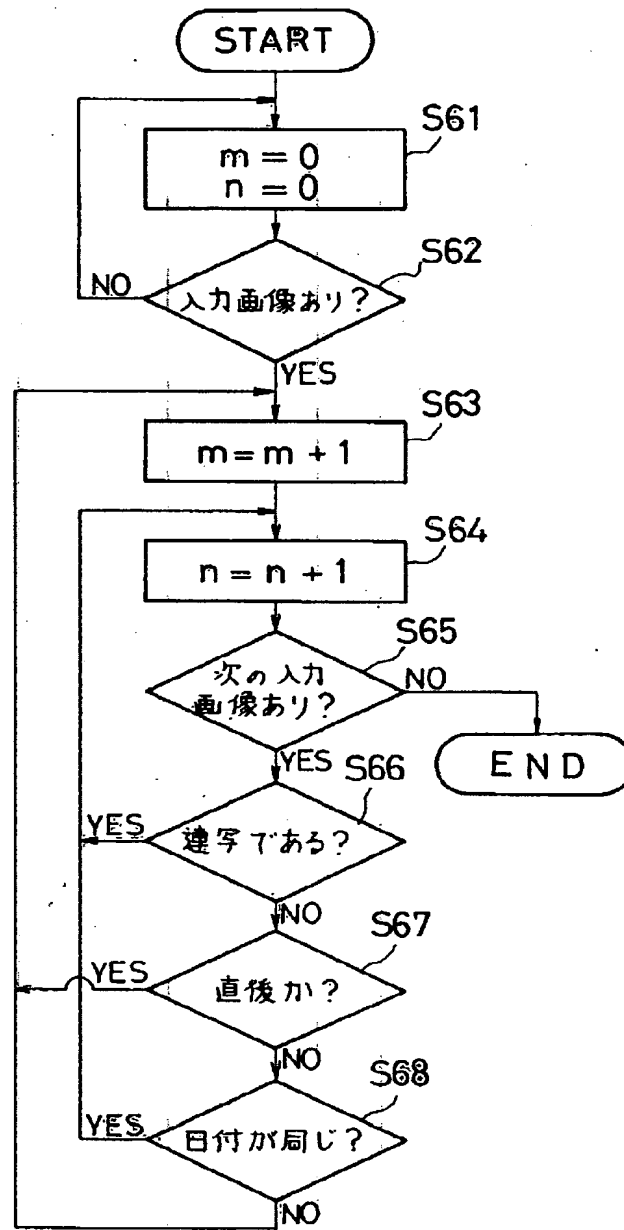 START
S61
m = 0
n = 0
S62
入力画像あり?
NO
YES
S63
m = m + 1
S64
n = n + 1
S65
次の入力
画像あり?
NO
END
YES
S66
連写である?
YES
NO
S67
直後か?
YES
NO
S68
日付が同じ?
YES
NO